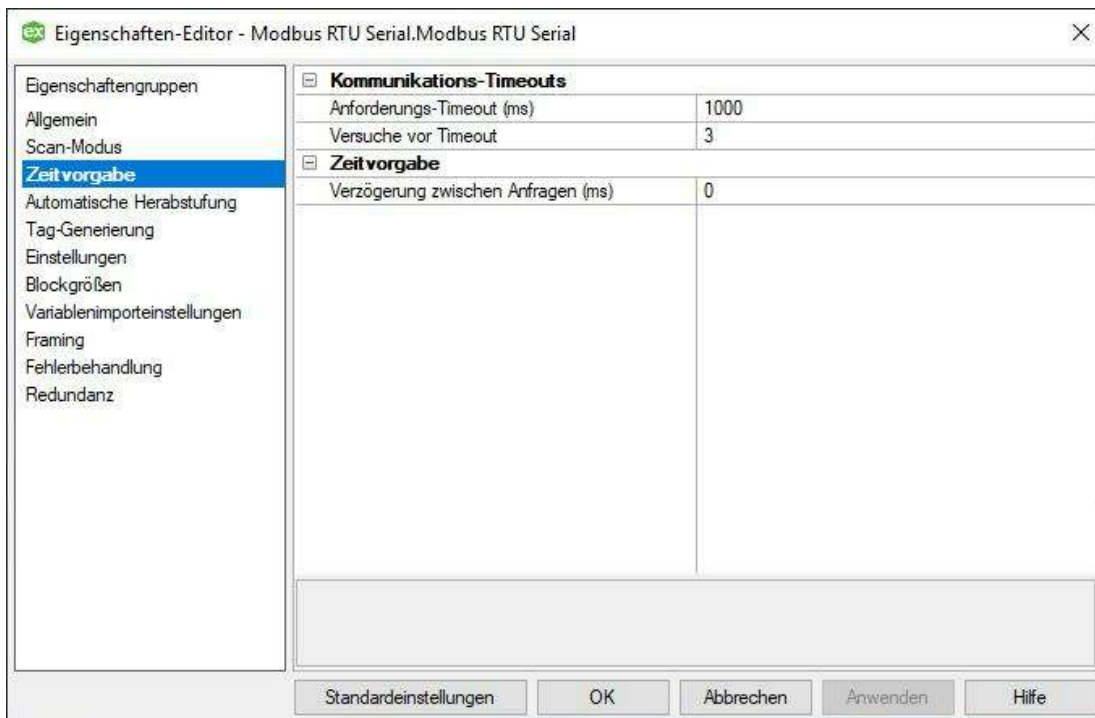 ex Eigenschaften-Editor - Modbus RTU Serial.Modbus RTU Serial
Eigenschaftengruppen
Allgemein
Scan-Modus
Zeitvorgabe
Automatische Herabstufung
Tag-Generierung
Einstellungen
Blockgrößen
Variablenimporteinstellungen
Framing
Fehlerbehandlung
Redundanz
Kommunikations-Timeouts
Anforderungs-Timeout (ms) 1000
Versuche vor Timeout 3
Zeitvorgabe
Verzögerung zwischen Anfragen (ms) 0
Standardeinstellungen OK Abbrechen Anwenden Hilfe